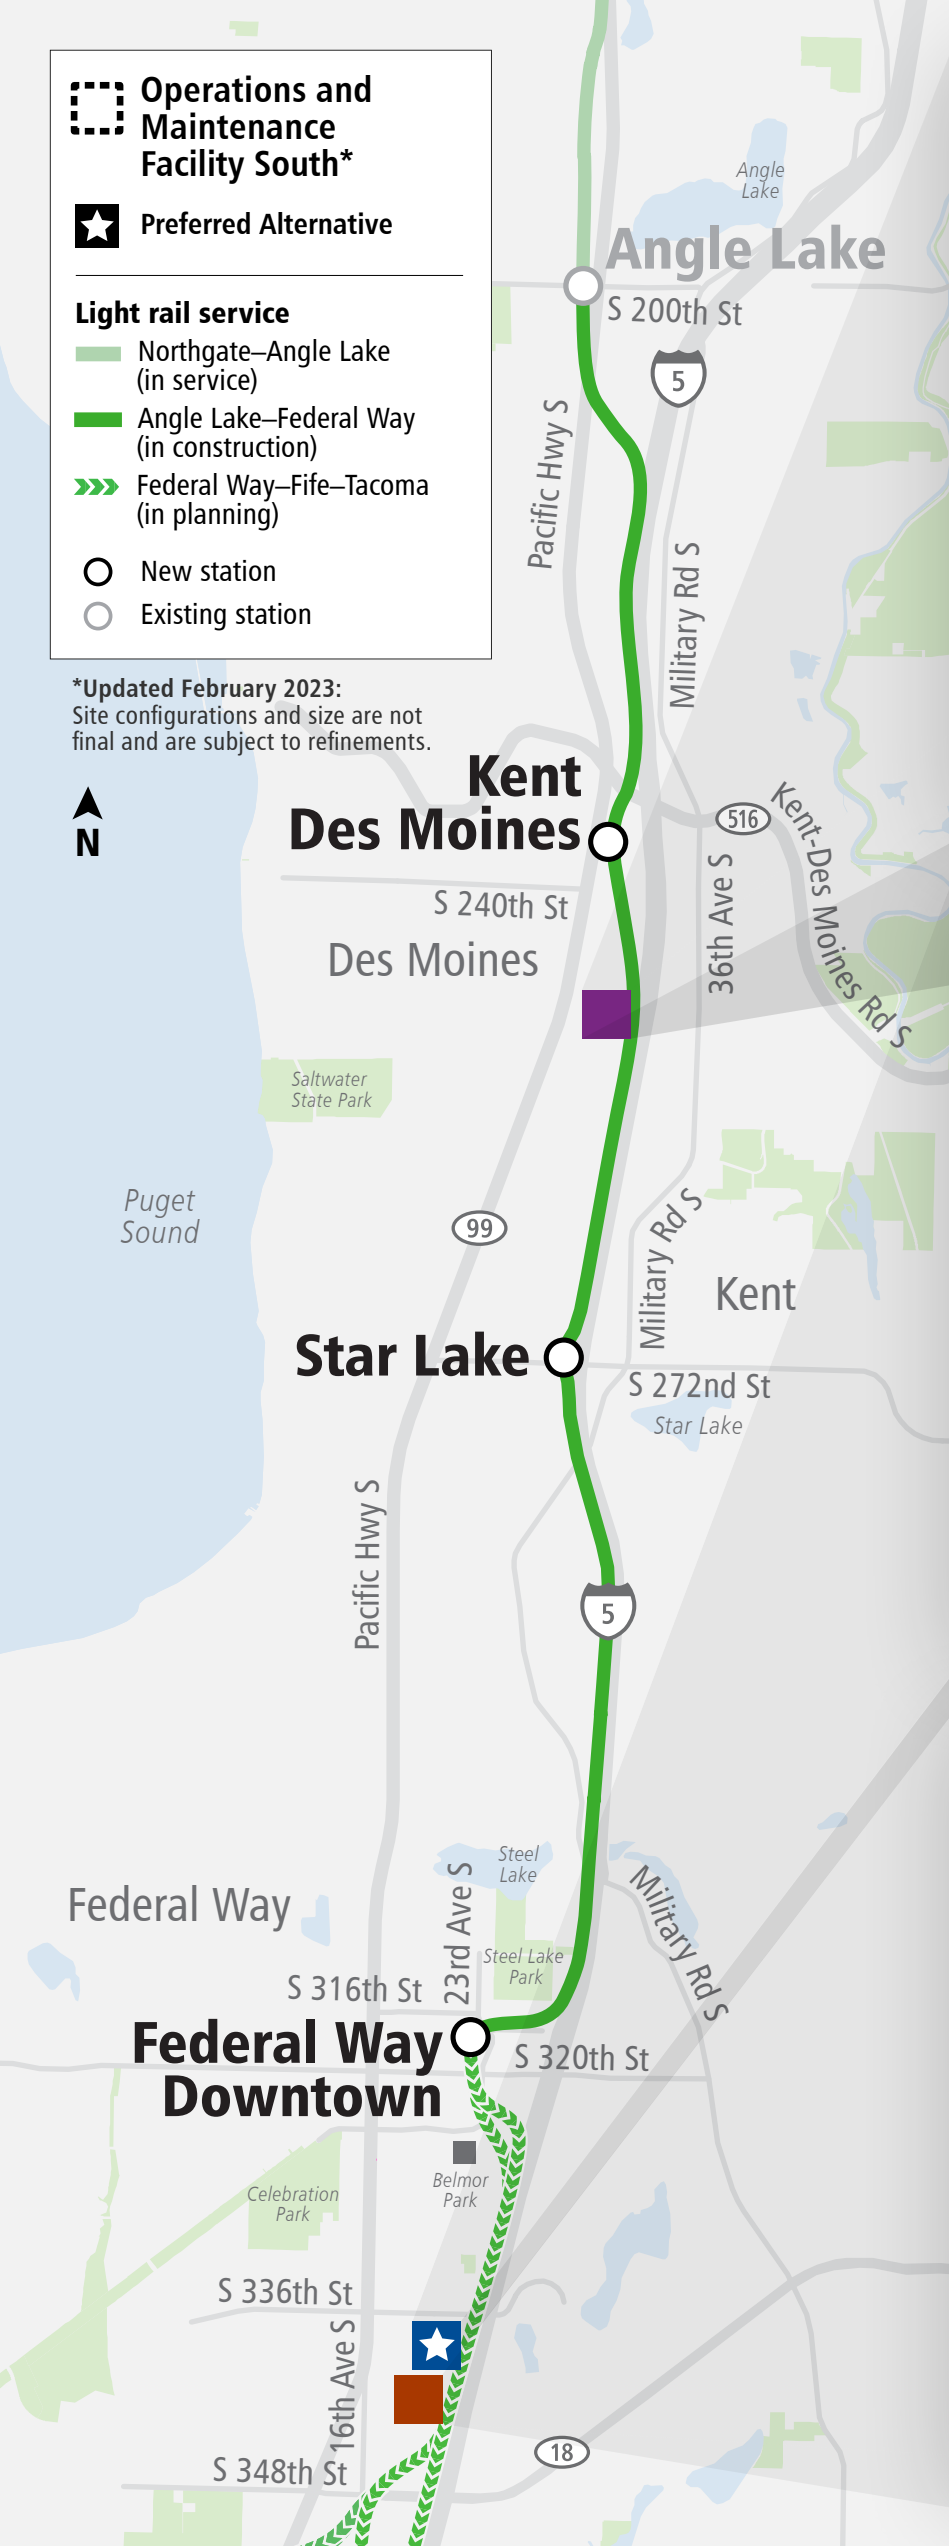 Operations and
Maintenance
Facility South*
Preferred Alternative
Light rail service
Northgate–Angle Lake
(in service)
Angle Lake–Federal Way
(in construction)
Federal Way–Fife–Tacoma
(in planning)
New station
Existing station
*Updated February 2023:
Site configurations and size are not
final and are subject to refinements.
N
Angle
Lake
Angle Lake
S 200th St
5
Pacific Hwy S
Military Rd S
Kent
Des Moines
516
Kent-Des Moines Rd S
36th Ave S
S 240th St
Des Moines
Saltwater
State Park
Puget
Sound
99
Military Rd S
Kent
Star Lake
S 272nd St
Star Lake
Pacific Hwy S
5
Steel
Lake
23rd Ave S
Military Rd S
Federal Way
Steel Lake
Park
S 316th St
Federal Way
Downtown
S 320th St
Belmor
Park
Celebration
Park
S 336th St
16th Ave S
18
S 348th St